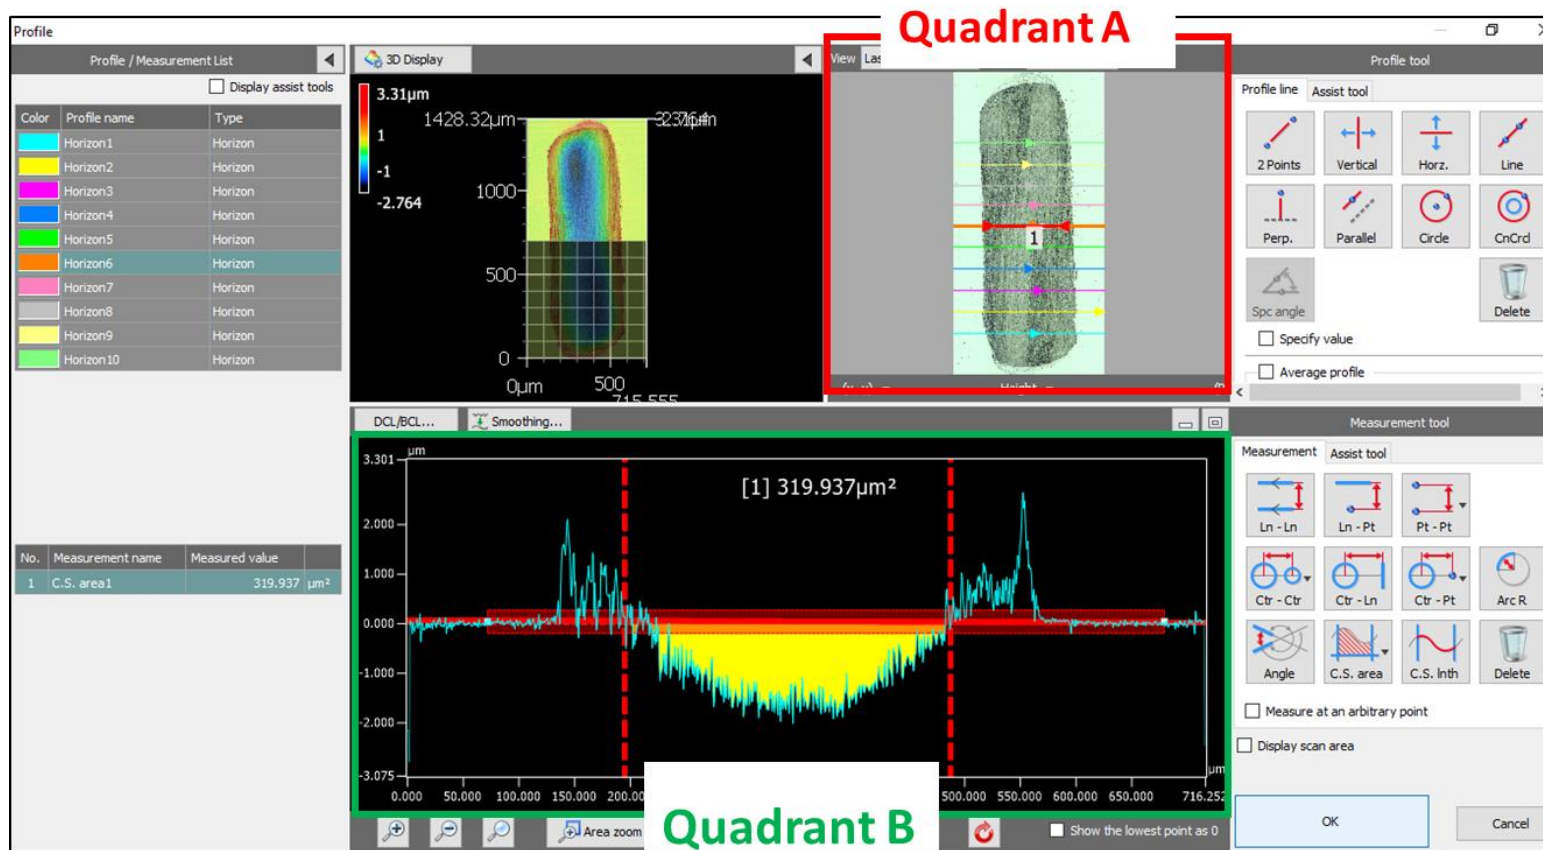 Quadrant A
Profile
Profile / Measurement List
Display assist tools
Color Profile name Type
Horizon1 Horizon
Horizon2 Horizon
Horizon3 Horizon
Horizon4 Horizon
Horizon5 Horizon
Horizon6 Horizon
Horizon7 Horizon
Horizon8 Horizon
Horizon9 Horizon
Horizon10 Horizon
No. Measurement name Measured value
1 C.S. area1 319.937 µm²
3D Display
3.31µm
1
-1
-2.764
1428.32µm
1000
500
0
0µm
500
715.555
View Las
1
Height
Profile tool
Profile line Assist tool
2 Points Vertical Horz. Line
Perp. Parallel Circle CnCrcl
Spc angle Delete
Specify value
Average profile
DCL/BCL... Smoothing...
µm
3.301
[1] 319.937µm²
2.000
1.000
0.000
-1.000
-2.000
-3.075
µm
0.000 50.000 100.000 150.000 200.00 500.000 550.000 600.000 650.000 716.252
Quadrant B
Area zoom
Show the lowest point as 0
Measurement tool
Measurement Assist tool
Ln - Ln Ln - Pt Pt - Pt
Ctr - Ctr Ctr - Ln Ctr - Pt Arc R
Angle C.S. area C.S. lnth Delete
Measure at an arbitrary point
Display scan area
OK Cancel